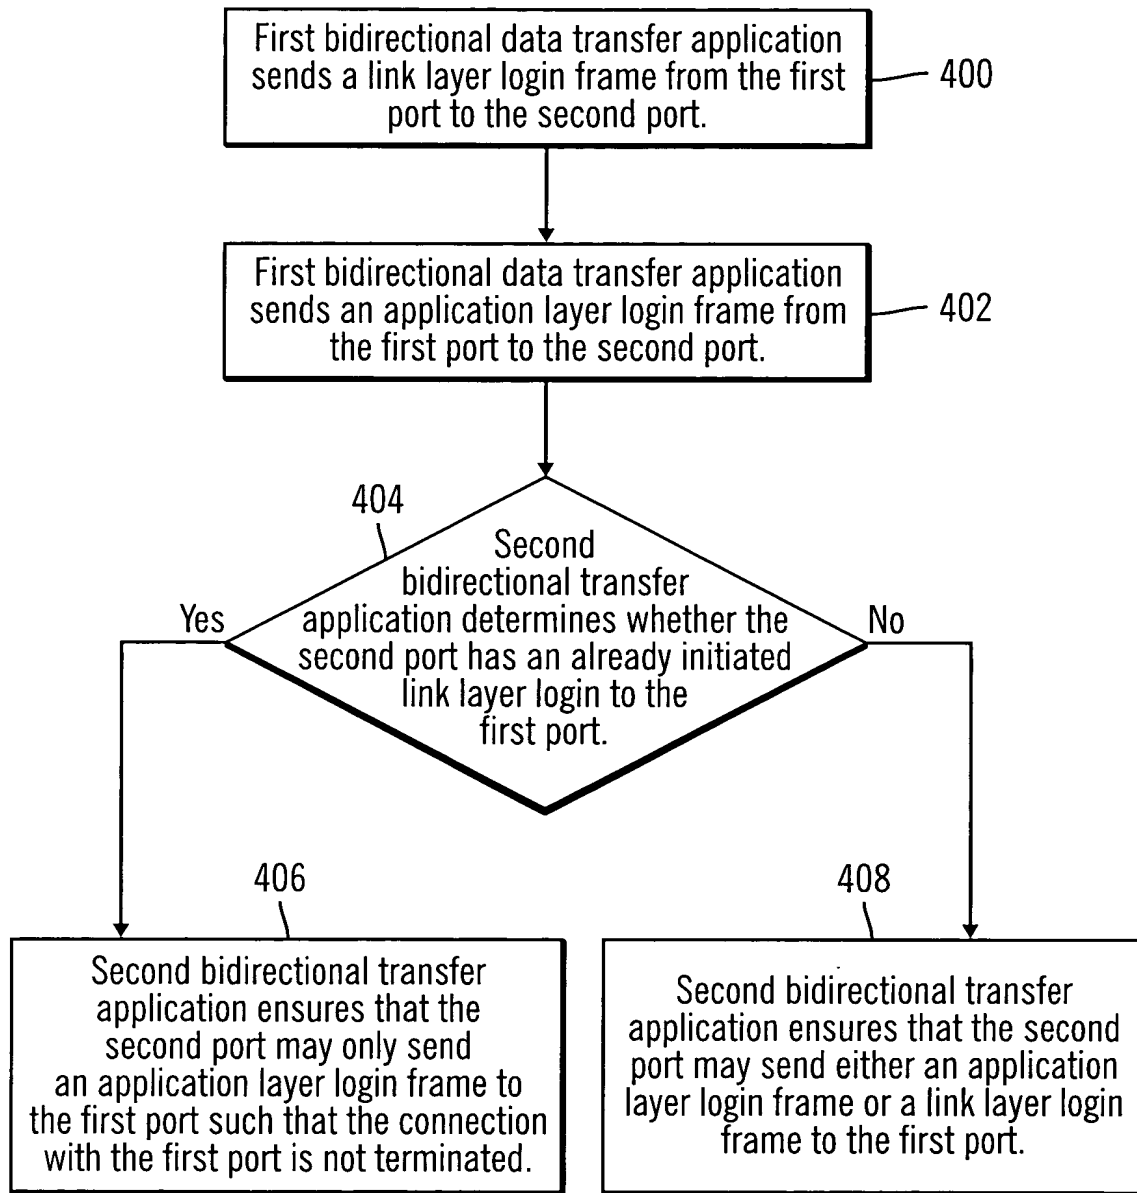 First bidirectional data transfer application
sends a link layer login frame from the first
port to the second port.
400
First bidirectional data transfer application
sends an application layer login frame from
the first port to the second port.
402
404
Second
bidirectional transfer
application determines whether the
second port has an already initiated
link layer login to the
first port.
Yes
No
406
408
Second bidirectional transfer
application ensures that the
second port may only send
an application layer login frame to
the first port such that the connection
with the first port is not terminated.
Second bidirectional transfer
application ensures that the second
port may send either an application
layer login frame or a link layer login
frame to the first port.